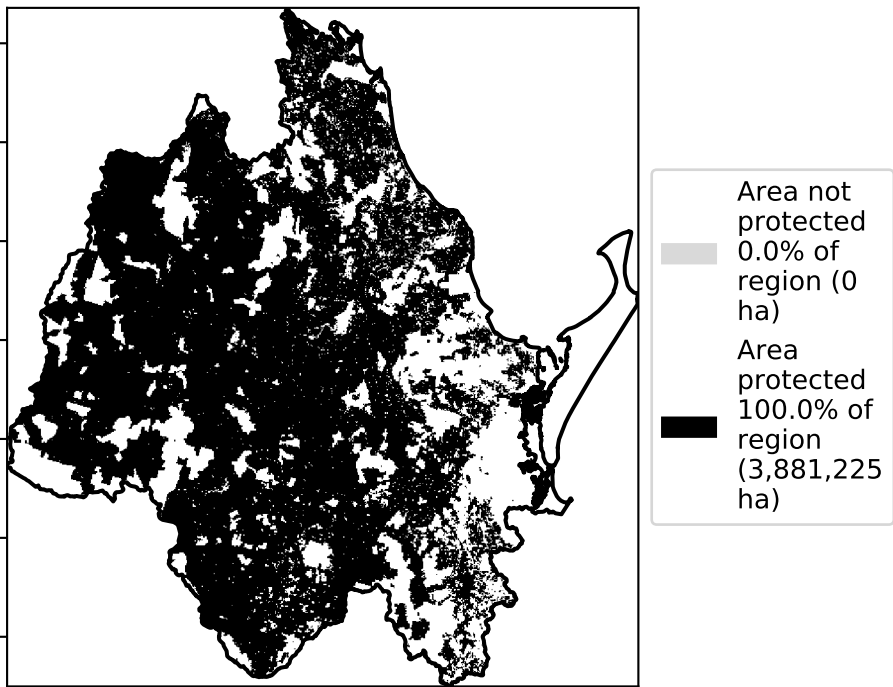 Area not
protected
0.0% of
region (0
ha)
Area
protected
100.0% of
region
(3,881,225
ha)